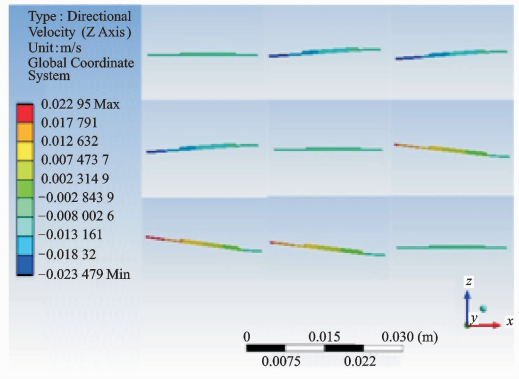 Type : Directional
Velocity (Z Axis)
Unit:m/s
Global Coordinate
System
0.022 95 Max
0.017 791
0.012 632
0.007 473 7
0.002 314 9
−0.002 843 9
−0.008 002 6
−0.013 161
−0.018 32
−0.023 479 Min
0 0.015 0.030 (m)
0.0075 0.022
z
y x